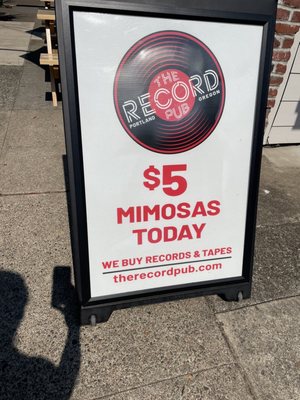 THE
RECORD
PUB
PORTLAND OREGON
$5
MIMOSAS
TODAY
WE BUY RECORDS & TAPES
therecordpub.com